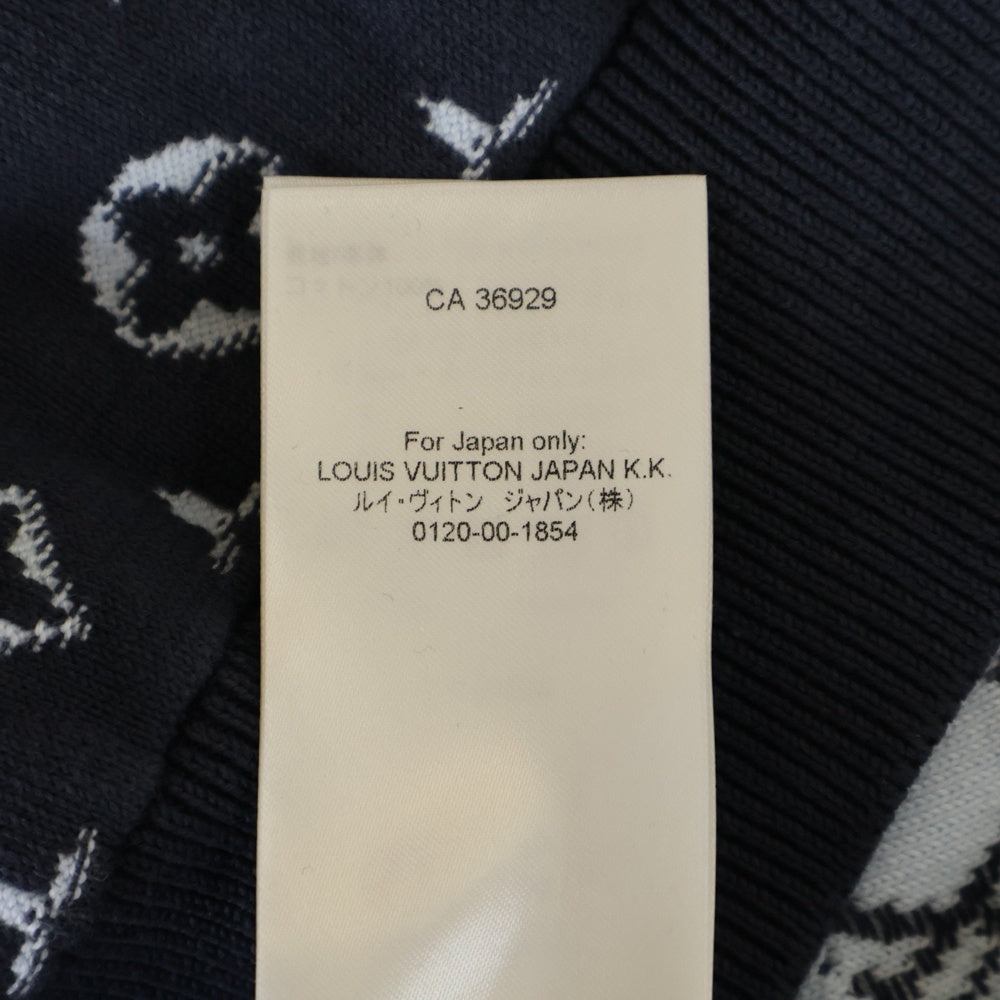 CA 36929
For Japan only:
LOUIS VUITTON JAPAN K.K.
ルイ・ヴィトン ジャパン(株)
0120-00-1854